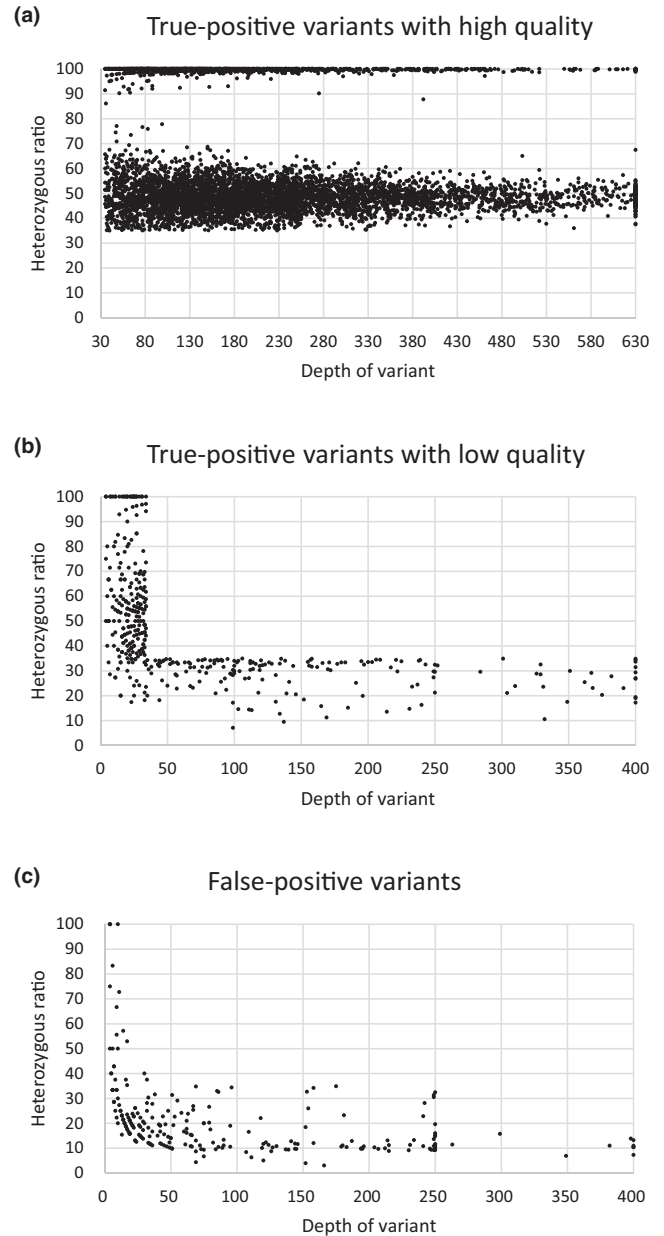 (a)
True-positive variants with high quality
100
90
80
70
60
50
40
30
20
10
0
Heterozygous ratio
30 80 130 180 230 280 330 380 430 480 530 580 630
Depth of variant
(b)
True-positive variants with low quality
100
90
80
70
60
50
40
30
20
10
0
Heterozygous ratio
0 50 100 150 200 250 300 350 400
Depth of variant
(c)
False-positive variants
100
90
80
70
60
50
40
30
20
10
0
Heterozygous ratio
0 50 100 150 200 250 300 350 400
Depth of variant